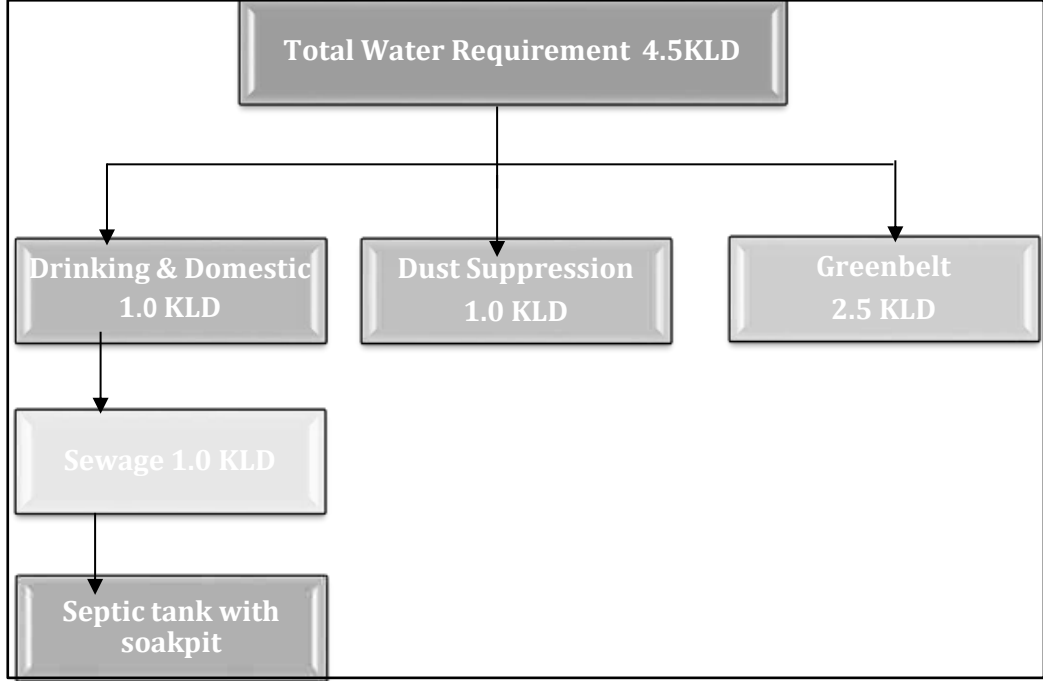 Total Water Requirement 4.5KLD
Drinking & Domestic
1.0 KLD
Dust Suppression
1.0 KLD
Greenbelt
2.5 KLD
Sewage 1.0 KLD
Septic tank with
soakpit